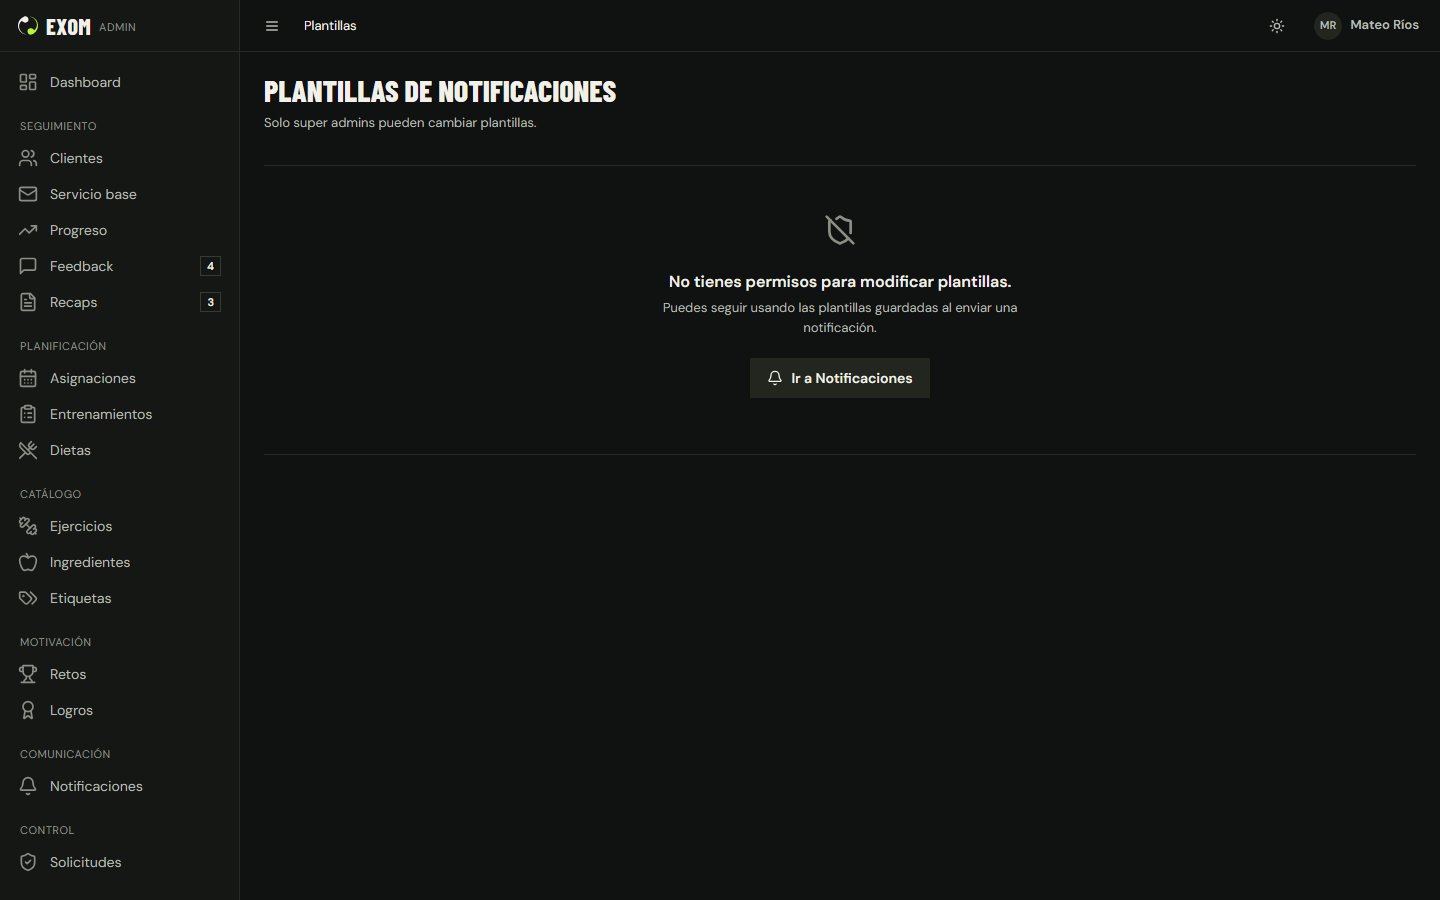 EXOM ADMIN
Plantillas
MR Mateo Ríos
Dashboard
SEGUIMIENTO
Clientes
Servicio base
Progreso
Feedback 4
Recaps 3
PLANIFICACIÓN
Asignaciones
Entrenamientos
Dietas
CATÁLOGO
Ejercicios
Ingredientes
Etiquetas
MOTIVACIÓN
Retos
Logros
COMUNICACIÓN
Notificaciones
CONTROL
Solicitudes
PLANTILLAS DE NOTIFICACIONES
Solo super admins pueden cambiar plantillas.
No tienes permisos para modificar plantillas.
Puedes seguir usando las plantillas guardadas al enviar una
notificación.
Ir a Notificaciones